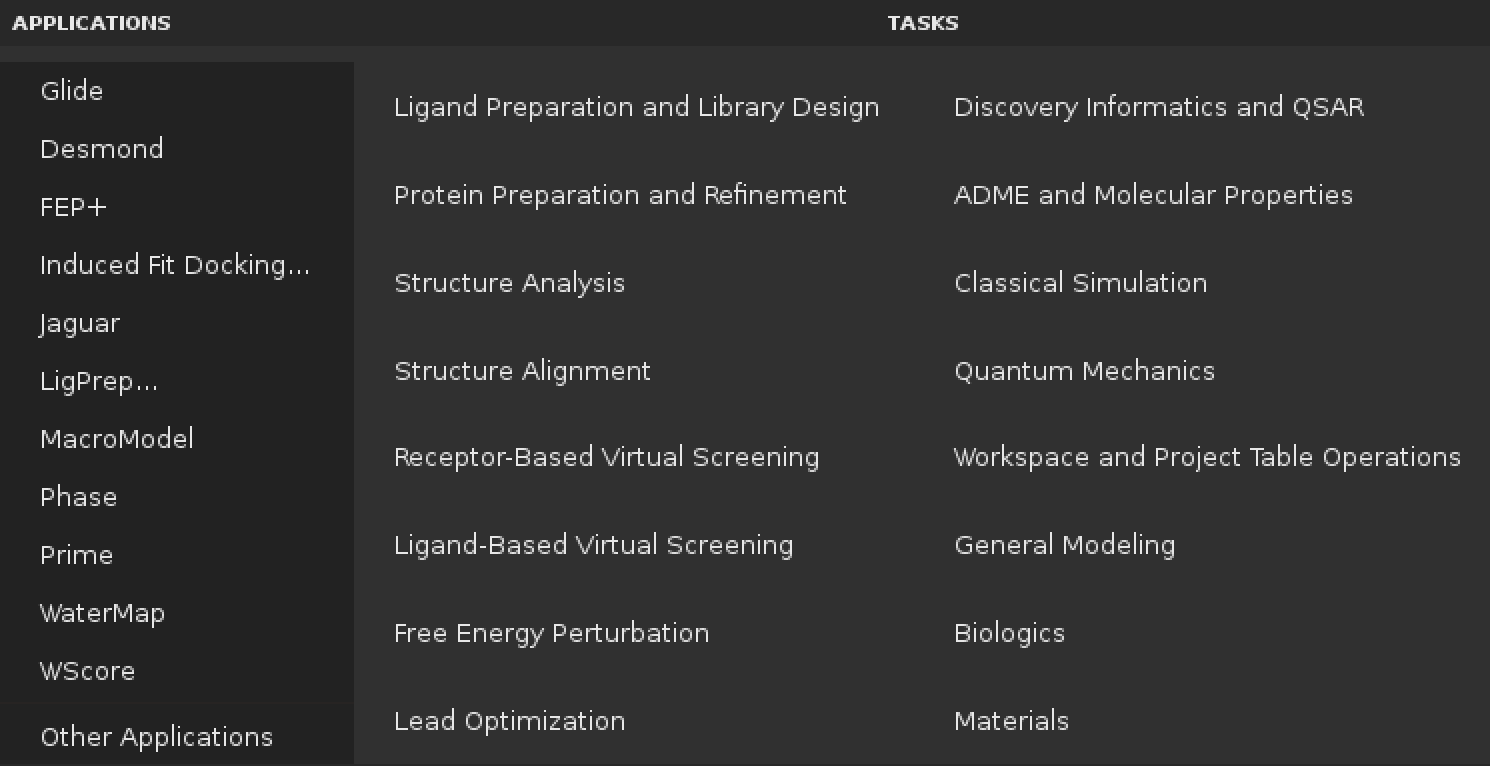 APPLICATIONS
TASKS
Glide
Desmond
FEP+
Induced Fit Docking...
Jaguar
LigPrep...
MacroModel
Phase
Prime
WaterMap
WScore
Other Applications
Ligand Preparation and Library Design
Protein Preparation and Refinement
Structure Analysis
Structure Alignment
Receptor-Based Virtual Screening
Ligand-Based Virtual Screening
Free Energy Perturbation
Lead Optimization
Discovery Informatics and QSAR
ADME and Molecular Properties
Classical Simulation
Quantum Mechanics
Workspace and Project Table Operations
General Modeling
Biologics
Materials